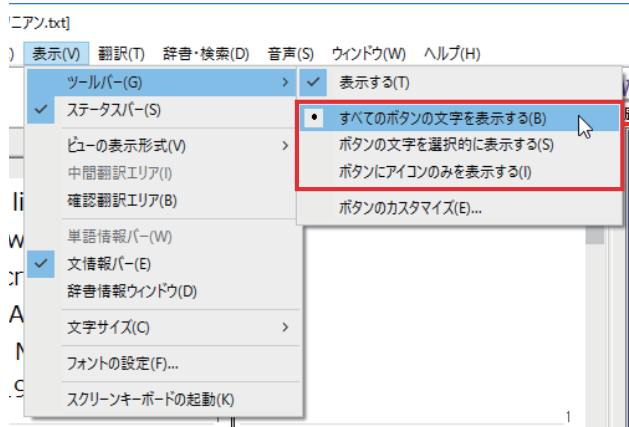 ニアン.txt]
) 表示(V) 翻訳(T) 辞書・検索(D) 音声(S) ウィンドウ(W) ヘルプ(H)
ツールバー(G)
ステータスバー(S)
ビューの表示形式(V)
中間翻訳エリア(I)
確認翻訳エリア(B)
単語情報バー(W)
文情報バー(E)
辞書情報ウィンドウ(D)
文字サイズ(C)
フォントの設定(F)...
スクリーンキーボードの起動(K)
表示する(T)
すべてのボタンの文字を表示する(B)
ボタンの文字を選択的に表示する(S)
ボタンにアイコンのみを表示する(I)
ボタンのカスタマイズ(E)...
li
w
A
1